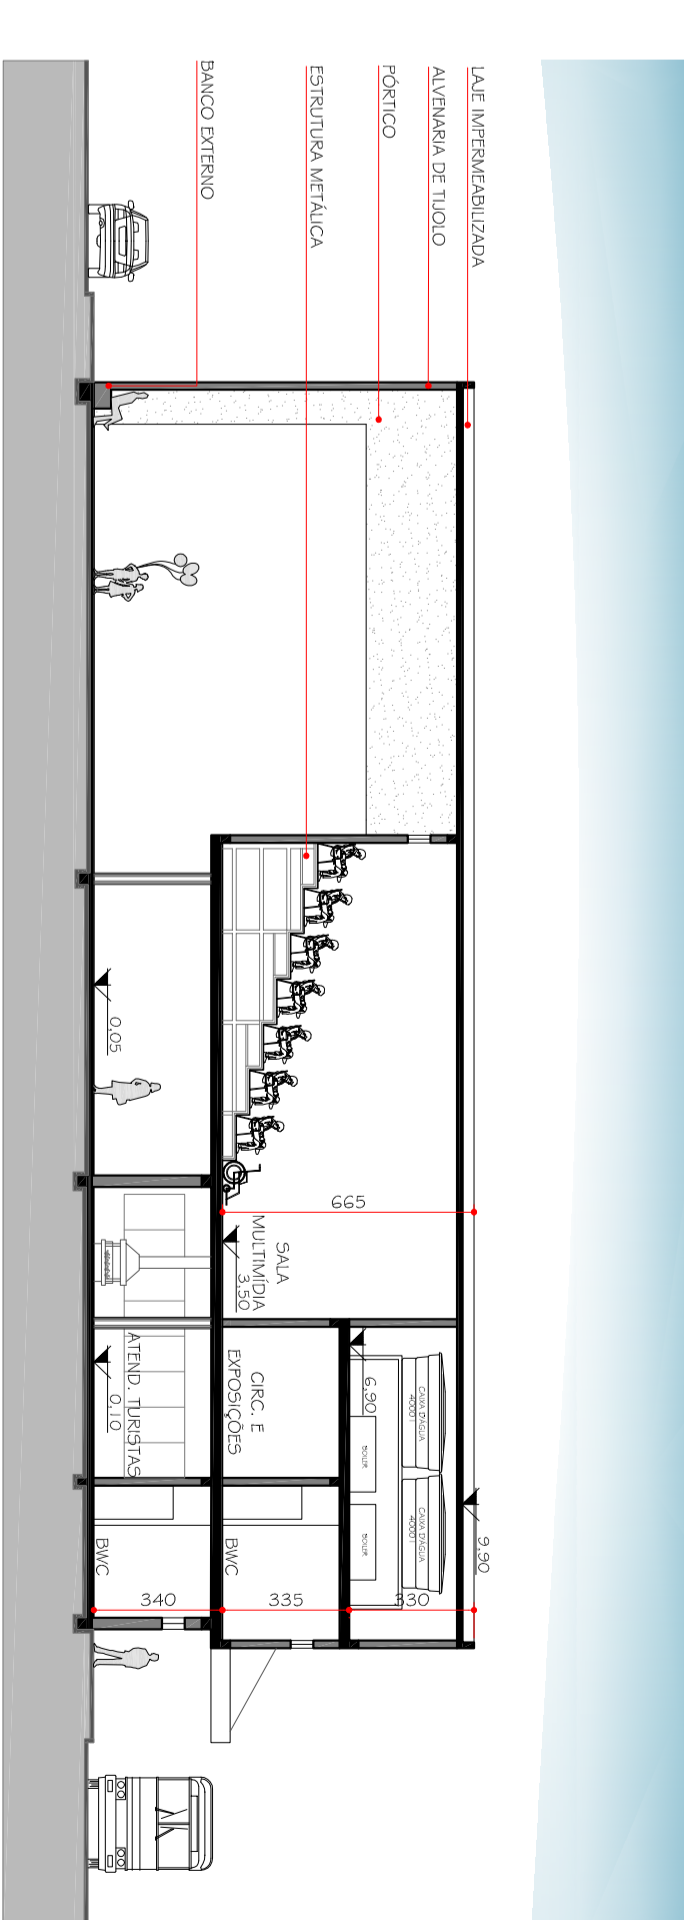 LAJE IMPERMEABILIZADA
ALVENARIA DE TIJOLO
PÓRTICO
ESTRUTURA METÁLICA
BANCO EXTERNO
0,05
665
SALA
MULTIMÍDIA
3,50
ATEND. TURISTAS
0,10
CIRC. E
EXPOSIÇÕES
6,90
CAIXA D'ÁGUA
4000 l
CAIXA D'ÁGUA
4000 l
BOILER
BOILER
9,90
BWC
BWC
340
335
330